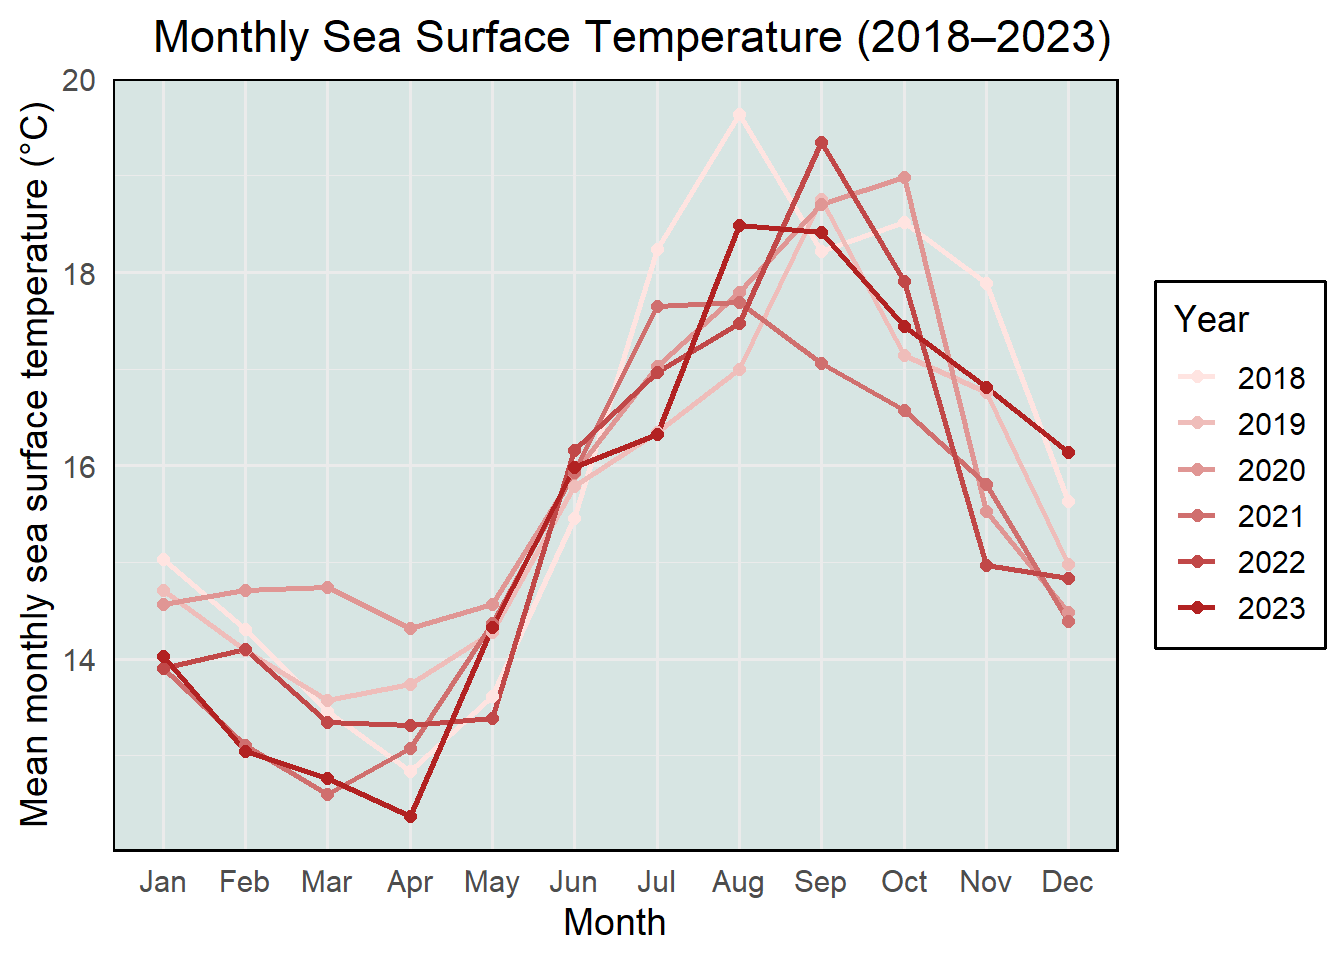 Monthly Sea Surface Temperature (2018–2023)
Mean monthly sea surface temperature (°C)
20
18
16
14
Jan Feb Mar Apr May Jun Jul Aug Sep Oct Nov Dec
Month
Year
2018
2019
2020
2021
2022
2023